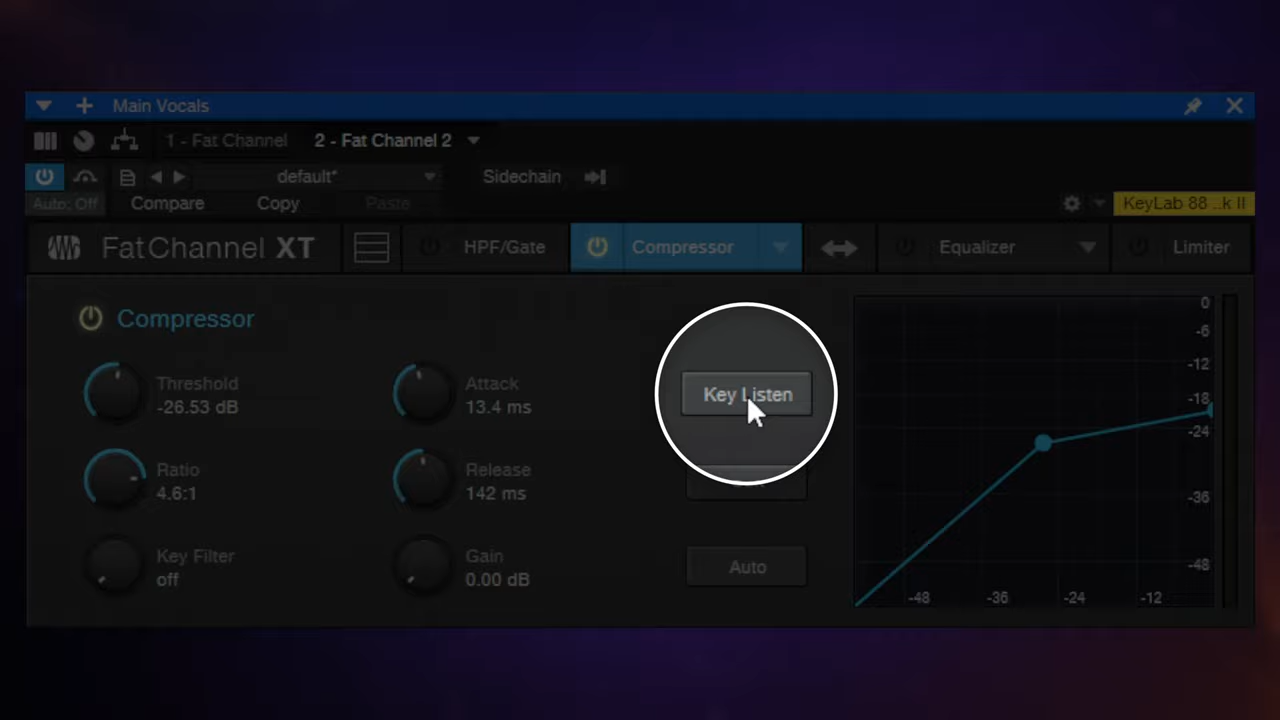 Main Vocals
1 - Fat Channel 2 - Fat Channel 2
default* Sidechain
Auto: Off Compare Copy Paste KeyLab 88 ..k II
FatChannel XT HPF/Gate Compressor Equalizer Limiter
Compressor
Threshold
-26.53 dB
Attack
13.4 ms
Key Listen
Ratio
4.6:1
Release
142 ms
Key Filter
off
Gain
0.00 dB
Auto
0
-6
-12
-18
-24
-36
-48
-48 -36 -24 -12